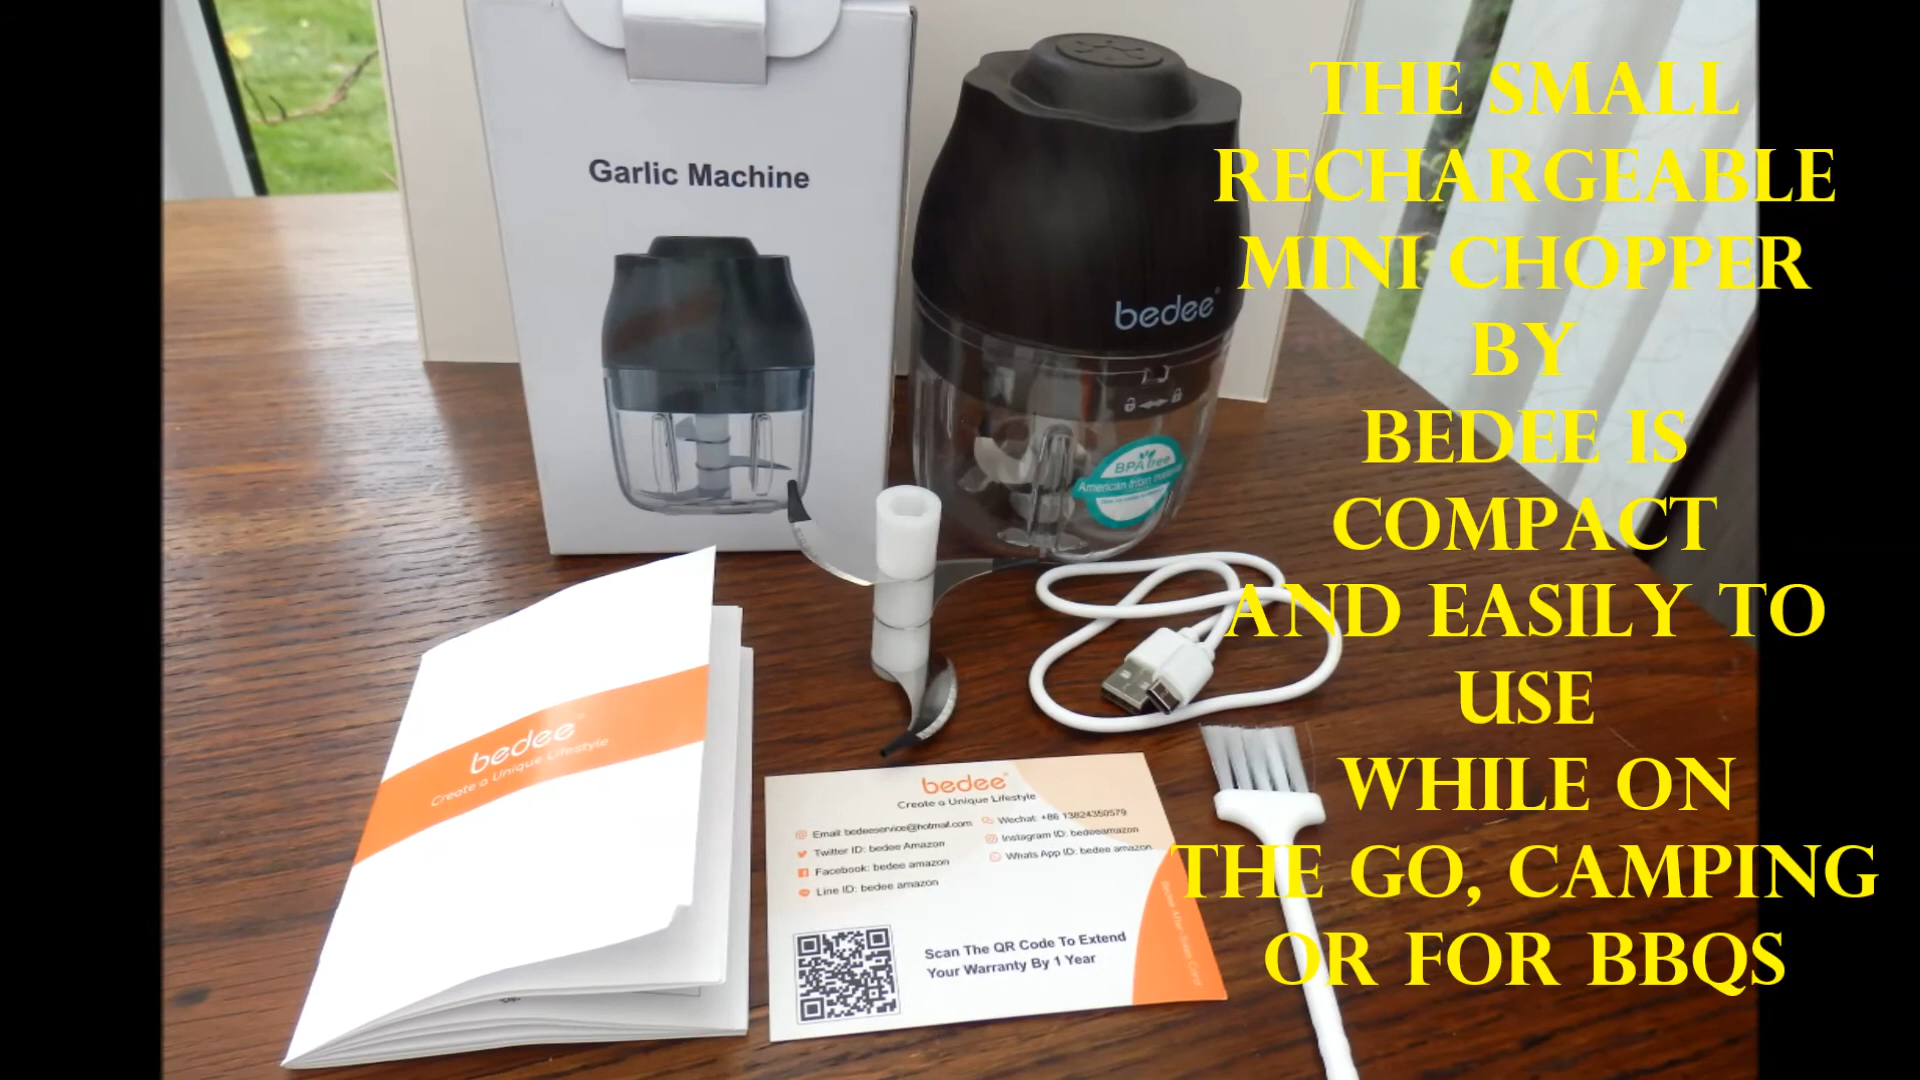 Garlic Machine
bedee
BPA free
THE SMALL
RECHARGEABLE
MINI CHOPPER
BY
BEDEE IS
COMPACT
AND EASILY TO
USE
WHILE ON
THE GO, CAMPING
OR FOR BBQS
bedee
Create a Unique Lifestyle
bedee
Create a Unique Lifestyle
Email: bedeeservice@hotmail.com
Twitter ID: bedee Amazon
Facebook: bedee amazon
Line ID: bedee amazon
Wechat: +86 13824350579
Instagram ID: bedeeamazon
Whats App ID: bedee amazon
Scan The QR Code To Extend
Your Warranty By 1 Year